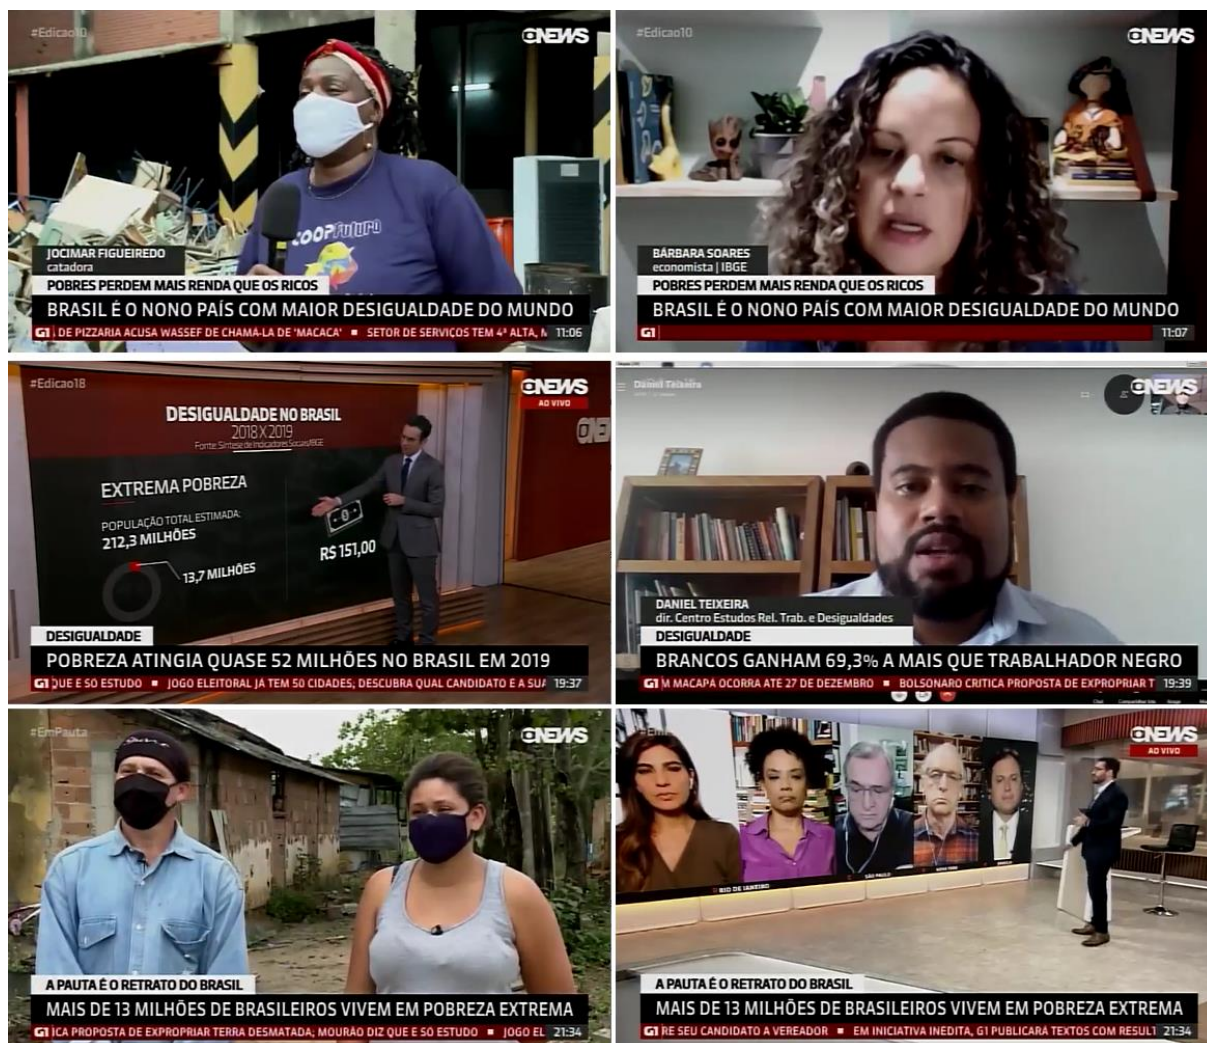 #Edicao10
GNEWS
COOPFuturo
JOCIMAR FIGUEIREDO
catadora
POBRES PERDEM MAIS RENDA QUE OS RICOS
BRASIL É O NONO PAÍS COM MAIOR DESIGUALDADE DO MUNDO
G1 DE PIZZARIA ACUSA WASSEF DE CHAMÁ-LA DE 'MACACA' ■ SETOR DE SERVIÇOS TEM 4ª ALTA, 11:06
#Edicao10
GNEWS
BÁRBARA SOARES
economista | IBGE
POBRES PERDEM MAIS RENDA QUE OS RICOS
BRASIL É O NONO PAÍS COM MAIOR DESIGUALDADE DO MUNDO
G1 11:07
#Edicao18
GNEWS
AO VIVO
DESIGUALDADE NO BRASIL
2018 X 2019
Fonte: Síntese de Indicadores Sociais/IBGE
EXTREMA POBREZA
POPULAÇÃO TOTAL ESTIMADA:
212,3 MILHÕES
13,7 MILHÕES
R$ 151,00
DESIGUALDADE
POBREZA ATINGIA QUASE 52 MILHÕES NO BRASIL EM 2019
G1 QUE E SÓ ESTUDO ■ JOGO ELEITORAL JÁ TEM 50 CIDADES; DESCUBRA QUAL CANDIDATO É A SUA 19:37
Daniel Teixeira
GNEWS
DANIEL TEIXEIRA
dir. Centro Estudos Rel. Trab. e Desigualdades
DESIGUALDADE
BRANCOS GANHAM 69,3% A MAIS QUE TRABALHADOR NEGRO
G1 M MACAPÁ OCORRA ATÉ 27 DE DEZEMBRO ■ BOLSONARO CRITICA PROPOSTA DE EXPROPRIAR T 19:39
#EmPauta
GNEWS
A PAUTA É O RETRATO DO BRASIL
MAIS DE 13 MILHÕES DE BRASILEIROS VIVEM EM POBREZA EXTREMA
G1 ICA PROPOSTA DE EXPROPRIAR TERRA DESMATADA; MOURÃO DIZ QUE E SÓ ESTUDO ■ JOGO EL 21:34
GNEWS
AO VIVO
RIO DE JANEIRO
SÃO PAULO
A PAUTA É O RETRATO DO BRASIL
MAIS DE 13 MILHÕES DE BRASILEIROS VIVEM EM POBREZA EXTREMA
G1 RE SEU CANDIDATO A VEREADOR ■ EM INICIATIVA INÉDITA, G1 PUBLICARÁ TEXTOS COM RESULT 21:34